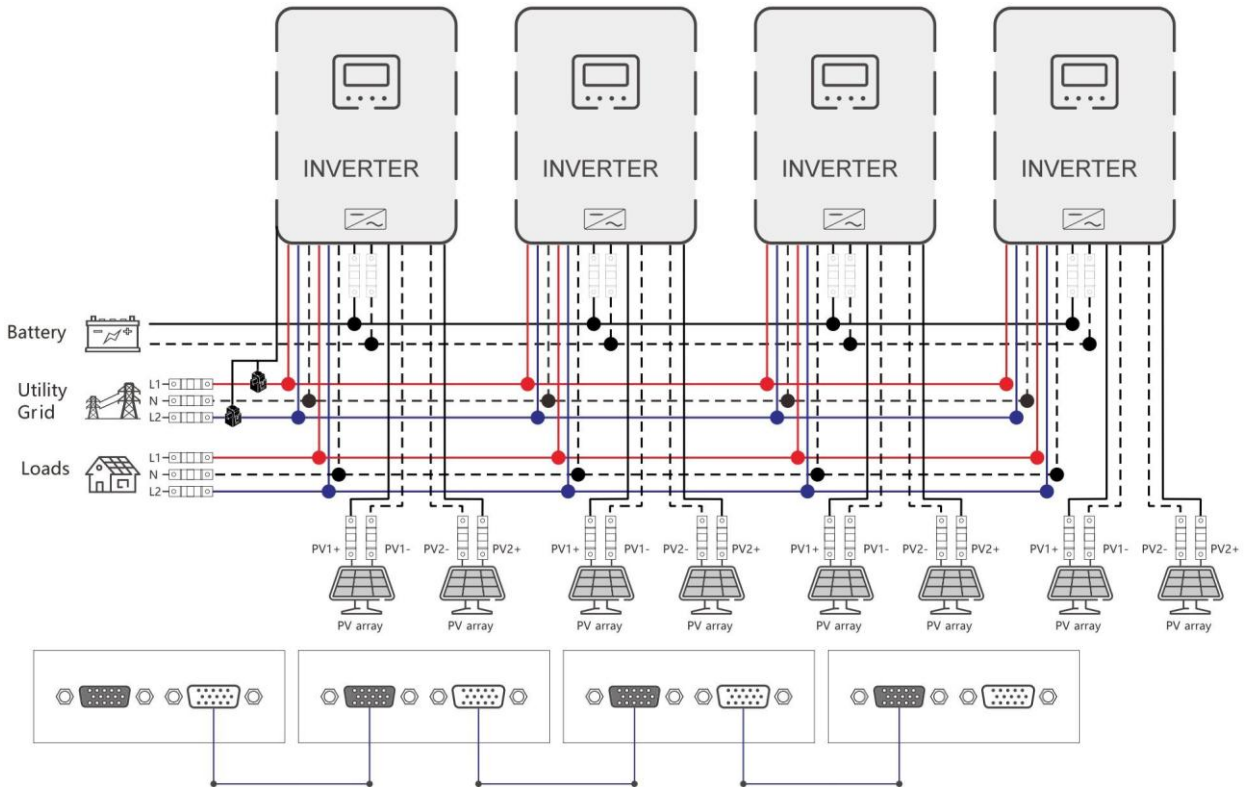 INVERTER INVERTER INVERTER INVERTER
Battery
Utility
Grid
L1
N
L2
Loads
L1
N
L2
PV1+ PV1- PV2- PV2+ PV1+ PV1- PV2- PV2+ PV1+ PV1- PV2- PV2+ PV1+ PV1- PV2- PV2+
PV array PV array PV array PV array PV array PV array PV array PV array